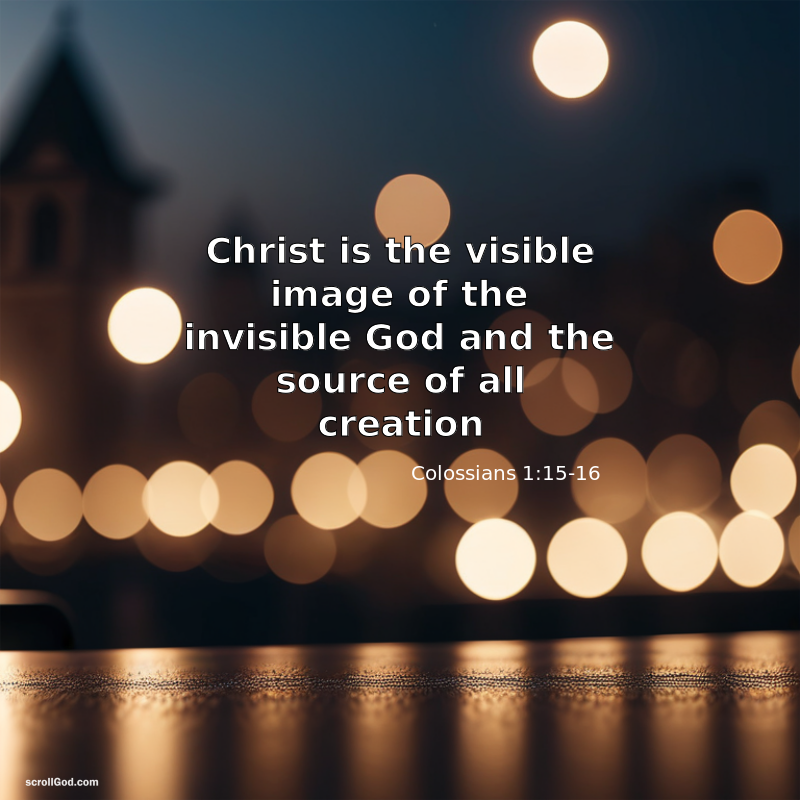 Christ is the visible
image of the
invisible God and the
source of all
creation
Colossians 1:15-16
scrollGod.com